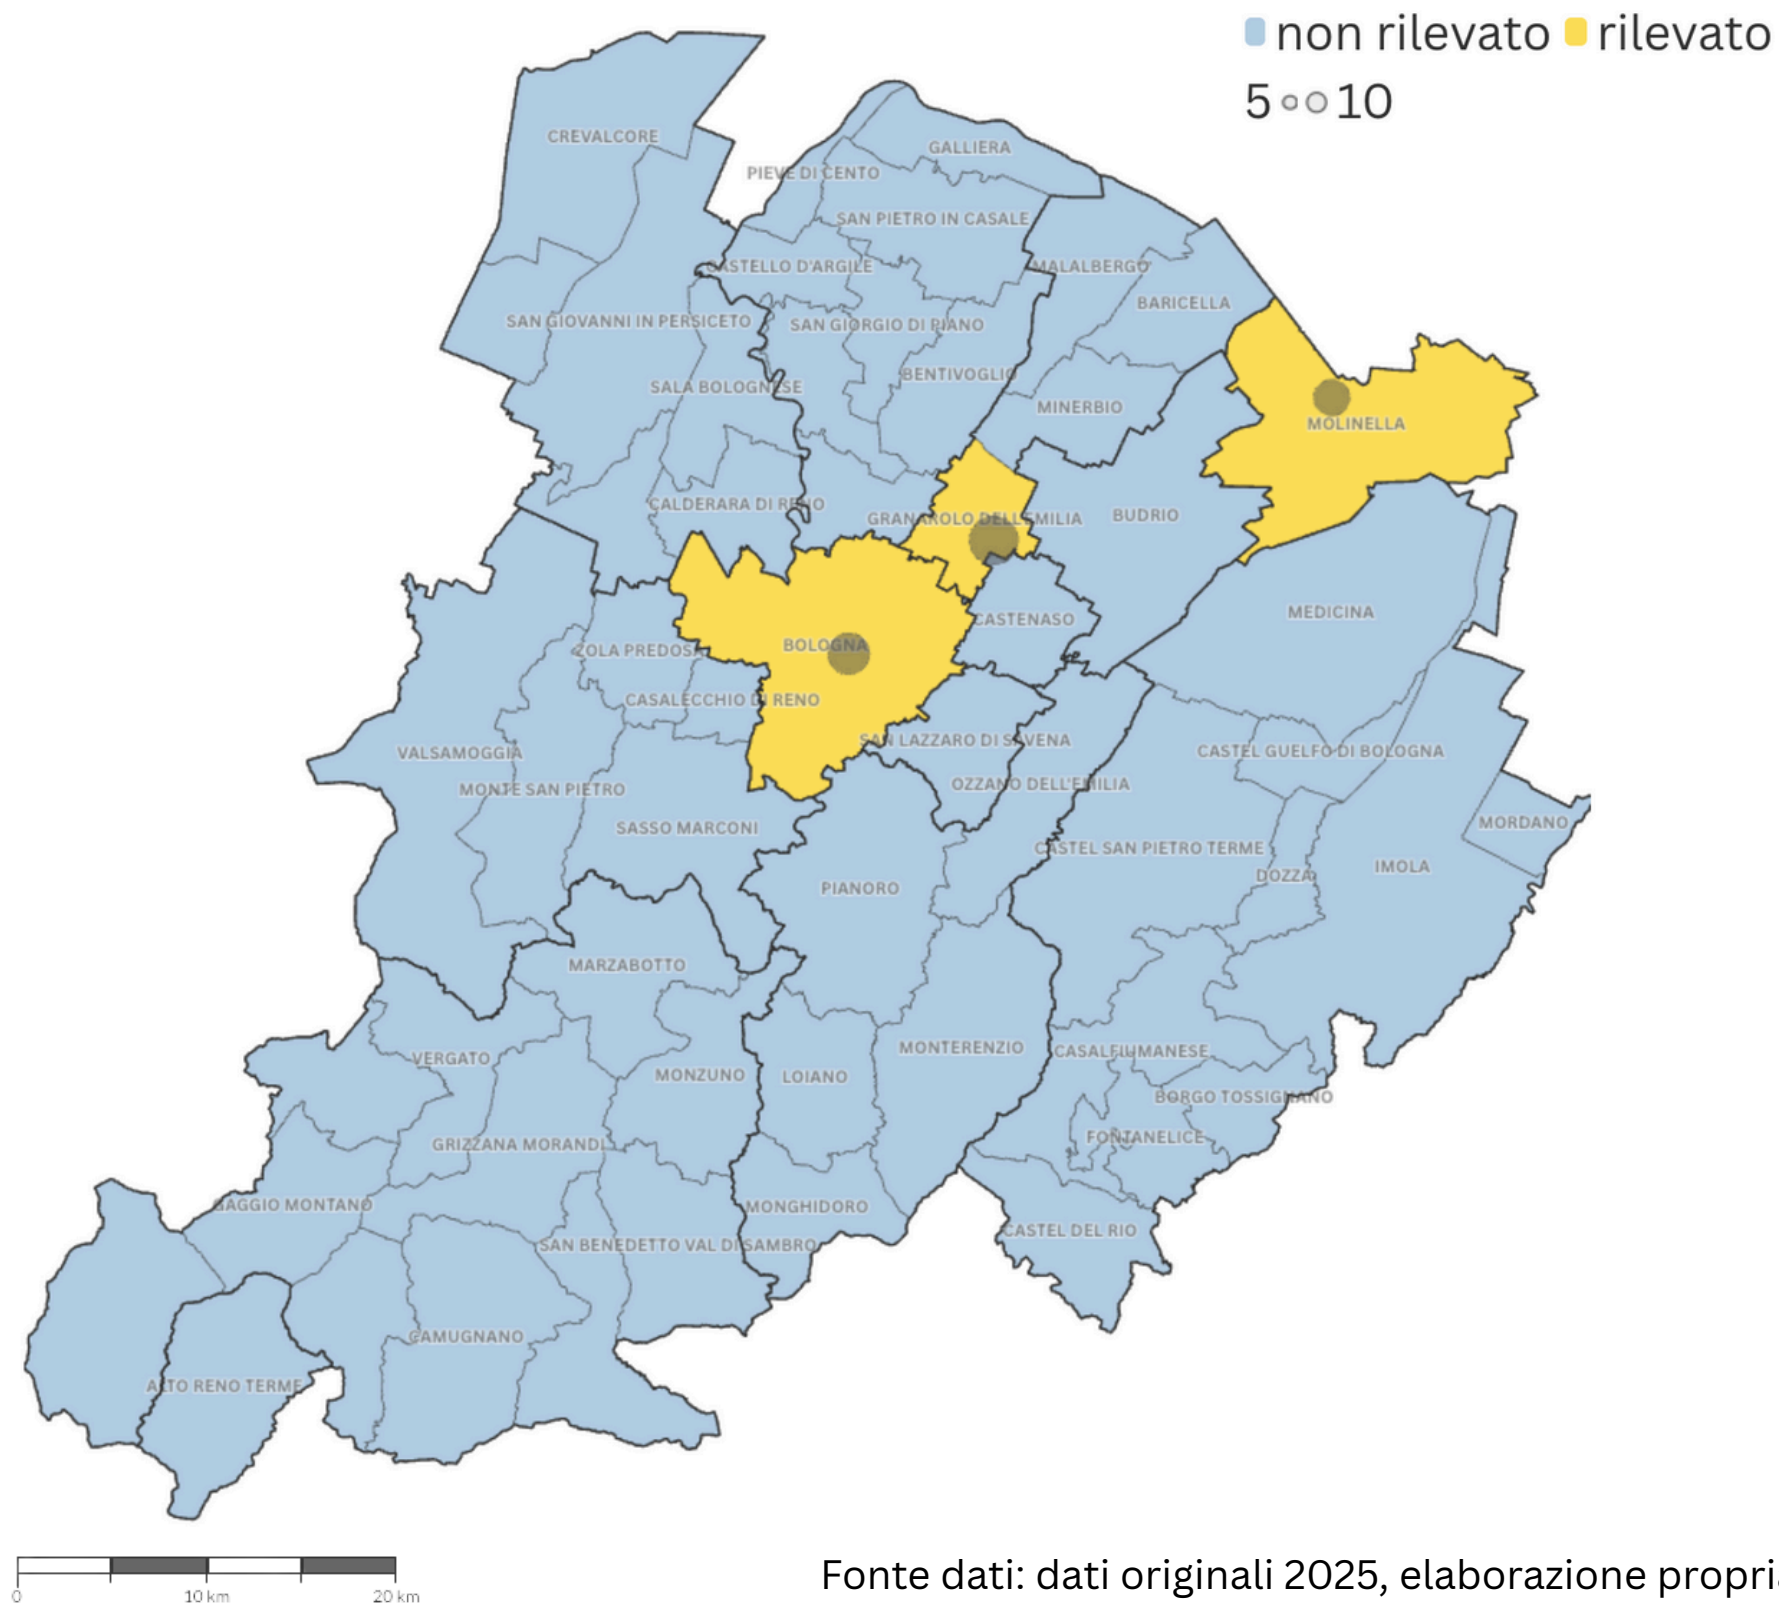 non rilevato rilevato
5 10
CREVALCORE
GALLIERA
PIEVE DI CENTO
SAN PIETRO IN CASALE
CASTELLO D'ARGILE
MALALBERGO
BARICELLA
SAN GIOVANNI IN PERSICETO
SAN GIORGIO DI PIANO
BENTIVOGLIO
SALA BOLOGNESE
MINERBIO
MOLINELLA
CALDERARA DI RENO
GRANAROLO DELL'EMILIA
BUDRIO
MEDICINA
CASTENASO
BOLOGNA
ZOLA PREDOSA
CASALECCHIO DI RENO
SAN LAZZARO DI SAVENA
VALSAMOGGIA
CASTEL GUELFO DI BOLOGNA
OZZANO DELL'EMILIA
MONTE SAN PIETRO
MORDANO
SASSO MARCONI
CASTEL SAN PIETRO TERME
IMOLA
DOZZA
PIANORO
MARZABOTTO
MONTERENZIO
CASALFIUMANESE
VERGATO
MONZUNO
LOIANO
BORGO TOSSIGNANO
FONTANELICE
GRIZZANA MORANDI
GAGGIO MONTANO
MONGHIDORO
CASTEL DEL RIO
SAN BENEDETTO VAL DI SAMBRO
CAMUGNANO
ALTO RENO TERME
0 10 km 20 km
Fonte dati: dati originali 2025, elaborazione propri